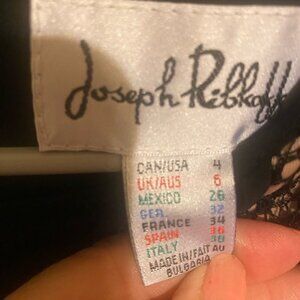 Joseph Ribkoff
CAN/USA 4
UK/AUS 6
MEXICO 26
GER. 32
FRANCE 34
SPAIN 36
ITALY 38
MADE IN/FAIT AU
BULGARIA